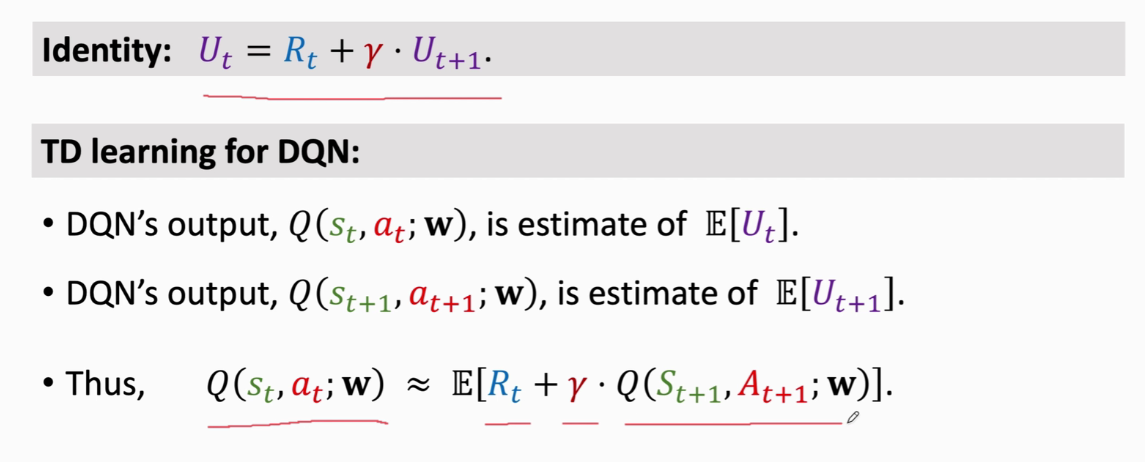 Identity: Uₜ = Rₜ + γ · Uₜ₊₁.
TD learning for DQN:
• DQN’s output, Q(sₜ, aₜ; w), is estimate of 𝔼[Uₜ].
• DQN’s output, Q(sₜ₊₁, aₜ₊₁; w), is estimate of 𝔼[Uₜ₊₁].
• Thus, Q(sₜ, aₜ; w) ≈ 𝔼[Rₜ + γ · Q(Sₜ₊₁, Aₜ₊₁; w)].